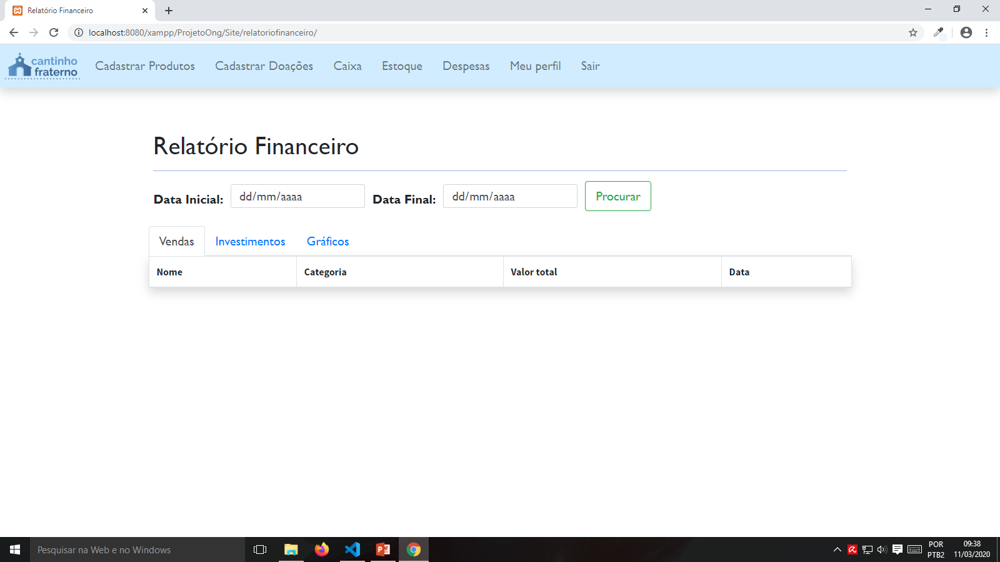 Relatório Financeiro
localhost:8080/xampp/ProjetoOng/Site/relatoriofinanceiro/
cantinho
fraterno
Cadastrar Produtos Cadastrar Doações Caixa Estoque Despesas Meu perfil Sair
Relatório Financeiro
Data Inicial: dd/mm/aaaa Data Final: dd/mm/aaaa Procurar
Vendas Investimentos Gráficos
Nome Categoria Valor total Data
Pesquisar na Web e no Windows
POR
PTB2
09:38
11/03/2020